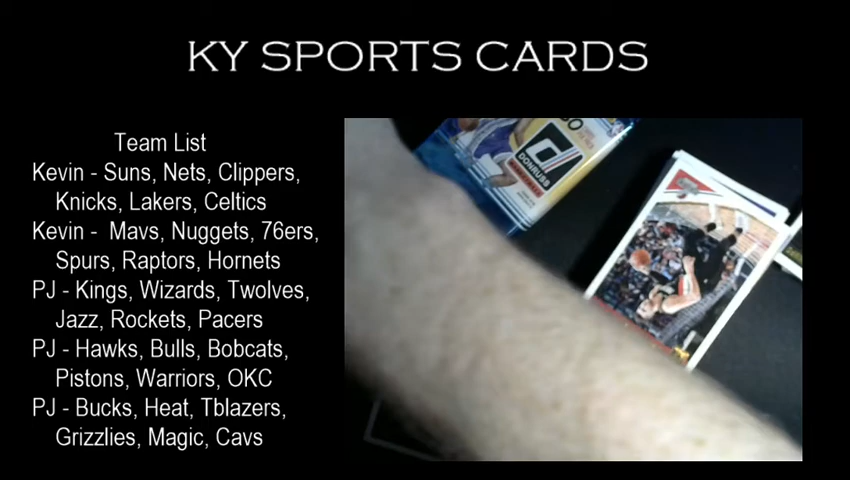 KY SPORTS CARDS
Team List
Kevin - Suns, Nets, Clippers,
Knicks, Lakers, Celtics
Kevin - Mavs, Nuggets, 76ers,
Spurs, Raptors, Hornets
PJ - Kings, Wizards, Twolves,
Jazz, Rockets, Pacers
PJ - Hawks, Bulls, Bobcats,
Pistons, Warriors, OKC
PJ - Bucks, Heat, Tblazers,
Grizzlies, Magic, Cavs
DONRUSS